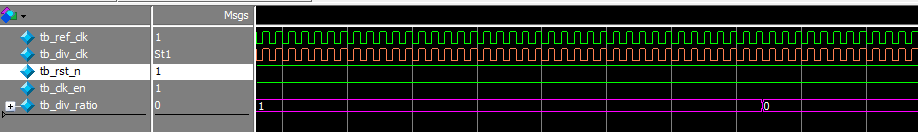 Msgs
tb_ref_clk 1
tb_div_clk St1
tb_rst_n 1
tb_clk_en 1
tb_div_ratio 0 1 0